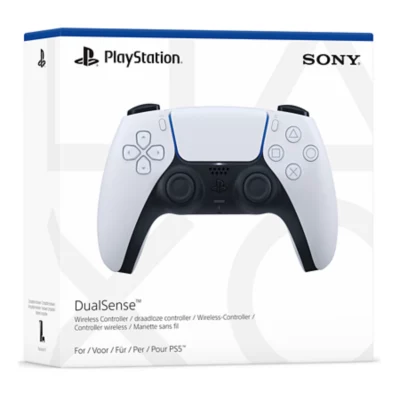 PlayStation.
SONY
DualSense™
Wireless Controller / draadloze controller / Wireless-Controller /
Controller wireless / Manette sans fil
For / Voor / Für / Per / Pour PS5™